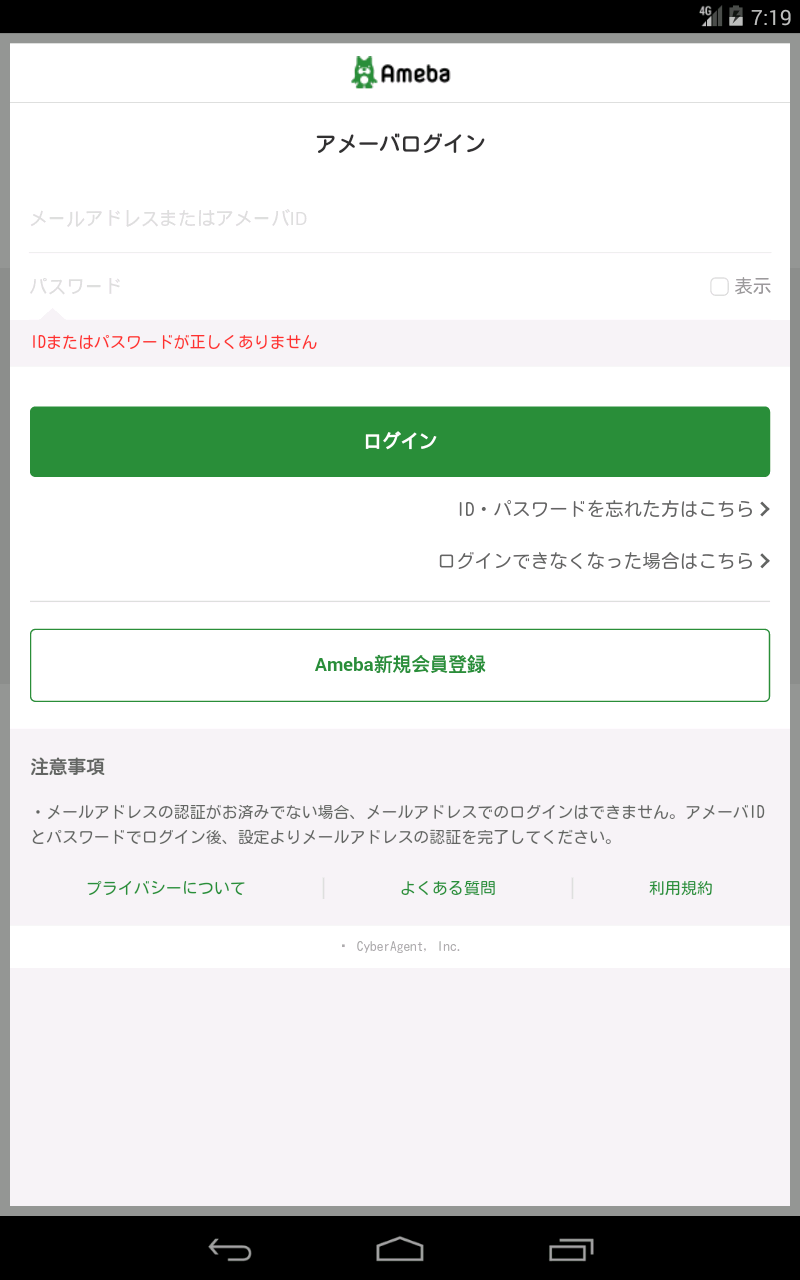 4G 7:19
Ameba
アメーバログイン
メールアドレスまたはアメーバID
パスワード
表示
IDまたはパスワードが正しくありません
ログイン
ID・パスワードを忘れた方はこちら
ログインできなくなった場合はこちら
Ameba新規会員登録
注意事項
・メールアドレスの認証がお済みでない場合、メールアドレスでのログインはできません。アメーバID
とパスワードでログイン後、設定よりメールアドレスの認証を完了してください。
プライバシーについて よくある質問 利用規約
・ CyberAgent, Inc.